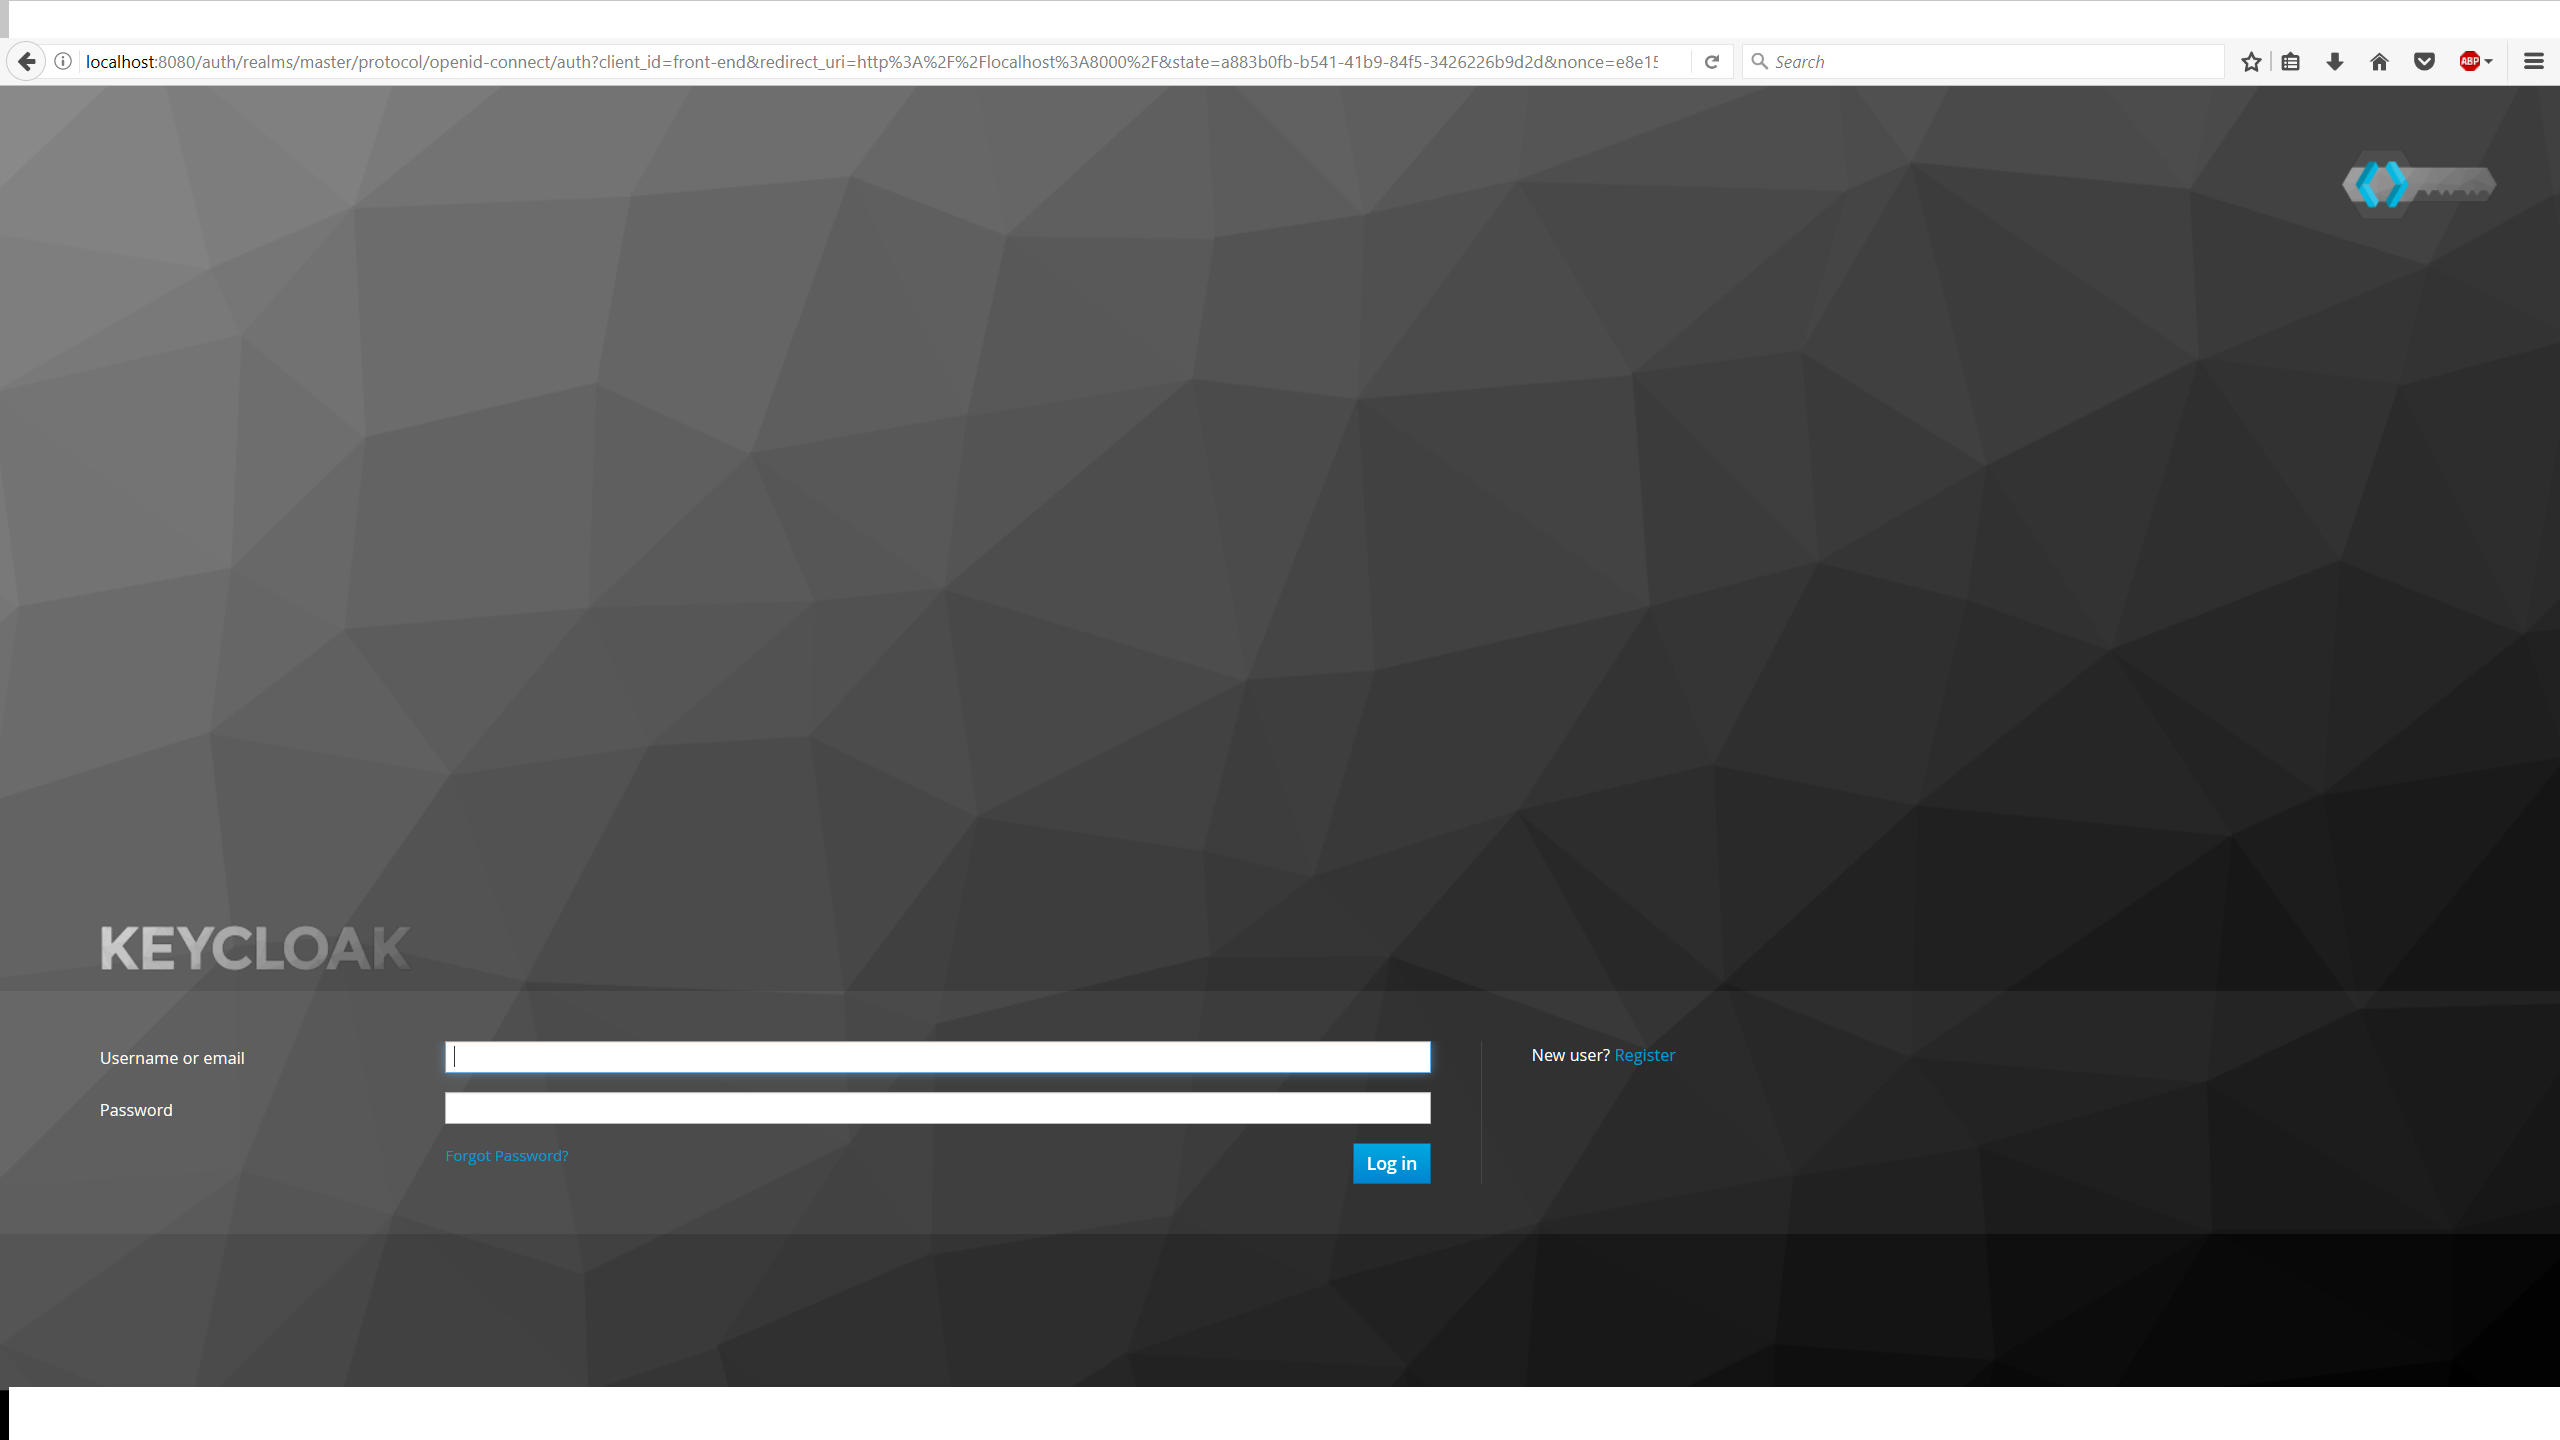 localhost:8080/auth/realms/master/protocol/openid-connect/auth?client_id=front-end&redirect_uri=http%3A%2F%2Flocalhost%3A8000%2F&state=a883b0fb-b541-41b9-84f5-3426226b9d2d&nonce=e8e15
Search
ABP
KEYCLOAK
Username or email
New user? Register
Password
Forgot Password?
Log in